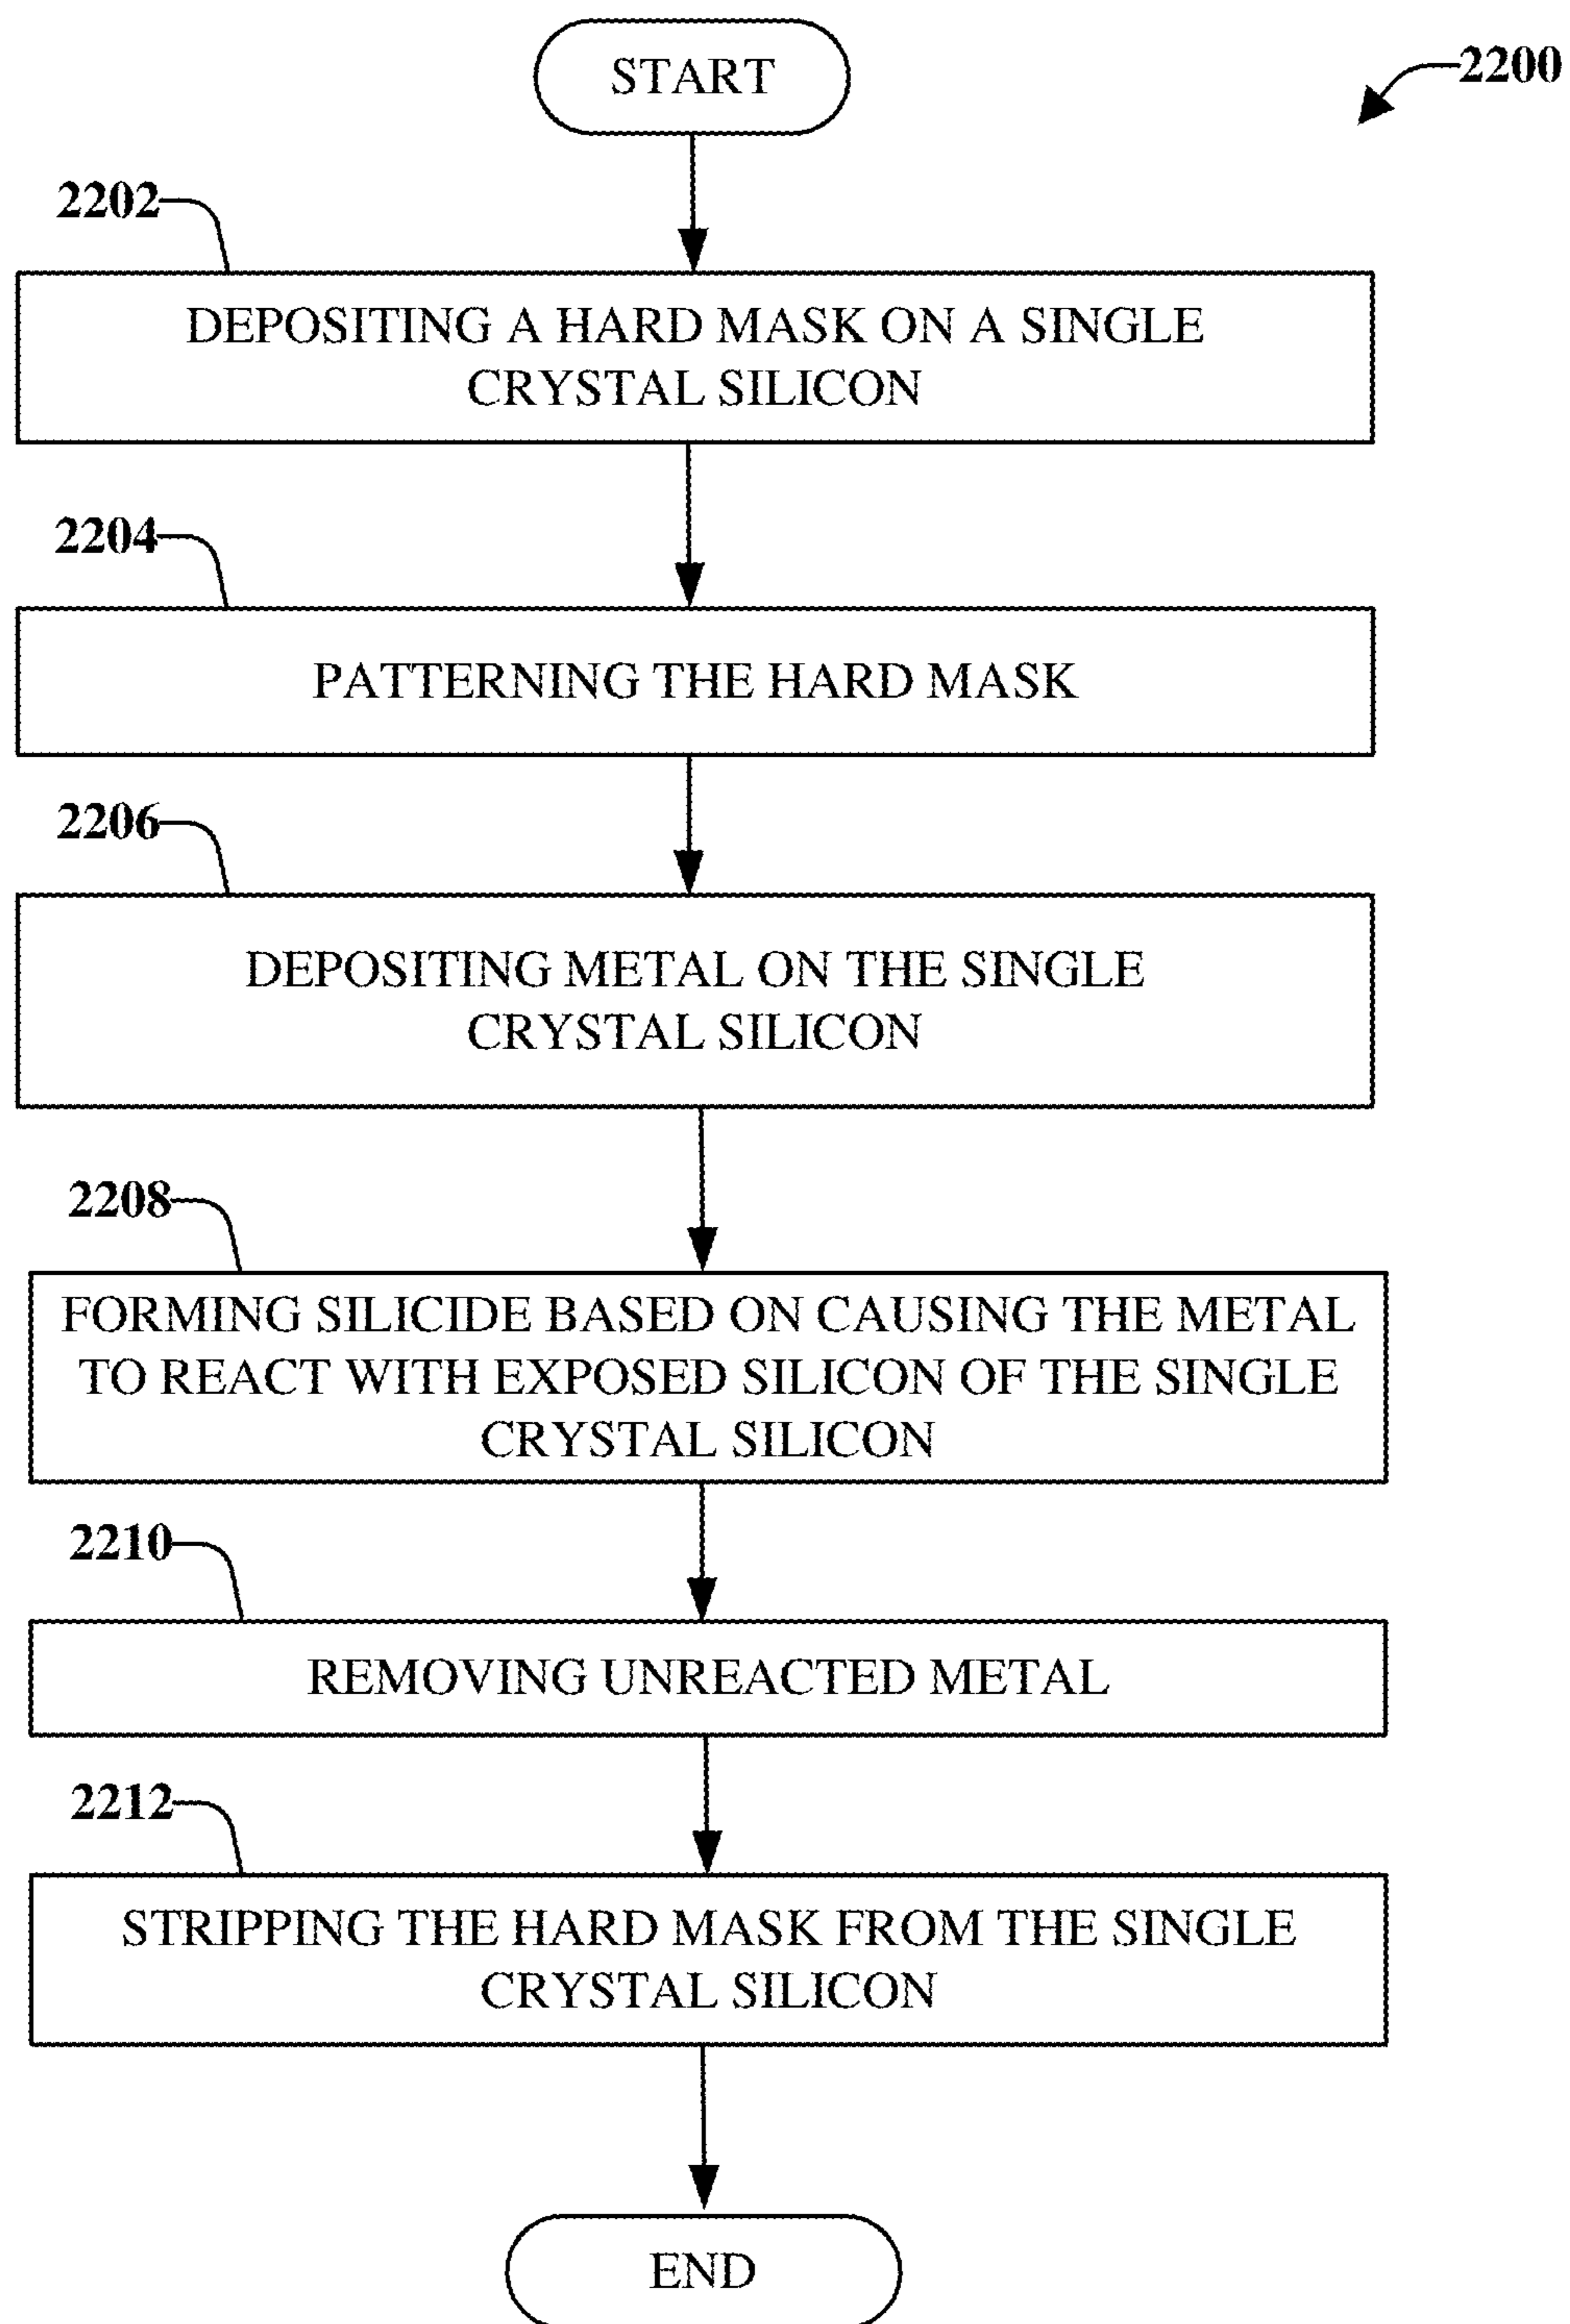 START
2200
2202
DEPOSITING A HARD MASK ON A SINGLE
CRYSTAL SILICON
2204
PATTERNING THE HARD MASK
2206
DEPOSITING METAL ON THE SINGLE
CRYSTAL SILICON
2208
FORMING SILICIDE BASED ON CAUSING THE METAL
TO REACT WITH EXPOSED SILICON OF THE SINGLE
CRYSTAL SILICON
2210
REMOVING UNREACTED METAL
2212
STRIPPING THE HARD MASK FROM THE SINGLE
CRYSTAL SILICON
END